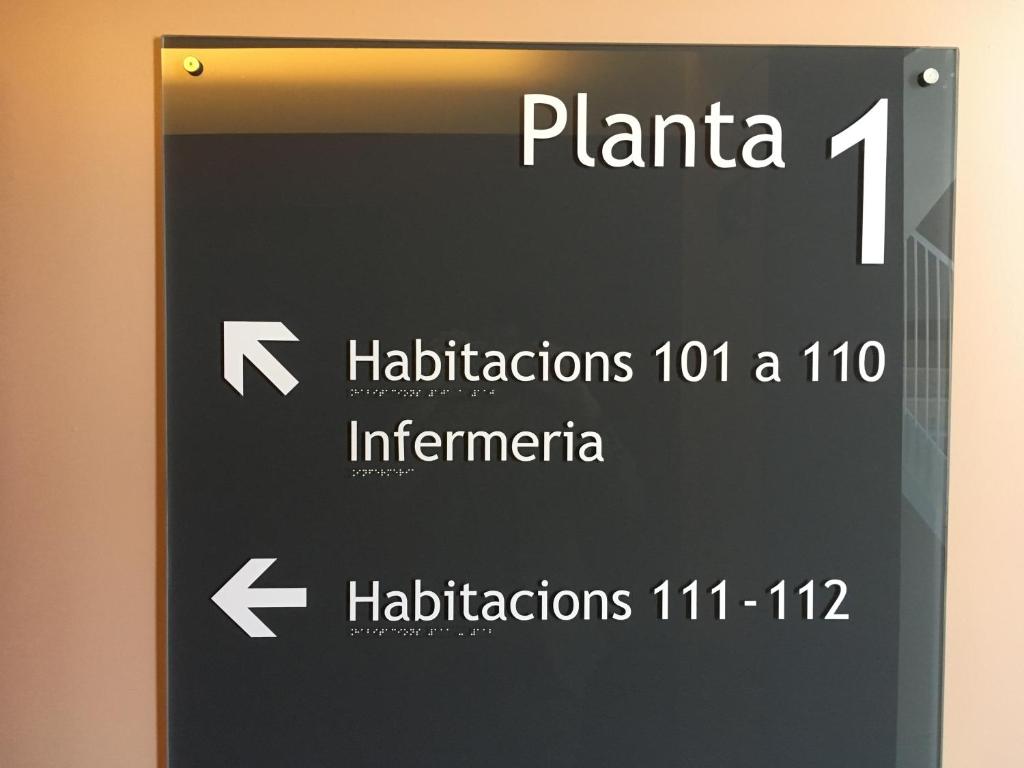 Planta 1
Habitacions 101 a 110
Infermeria
Habitacions 111-112